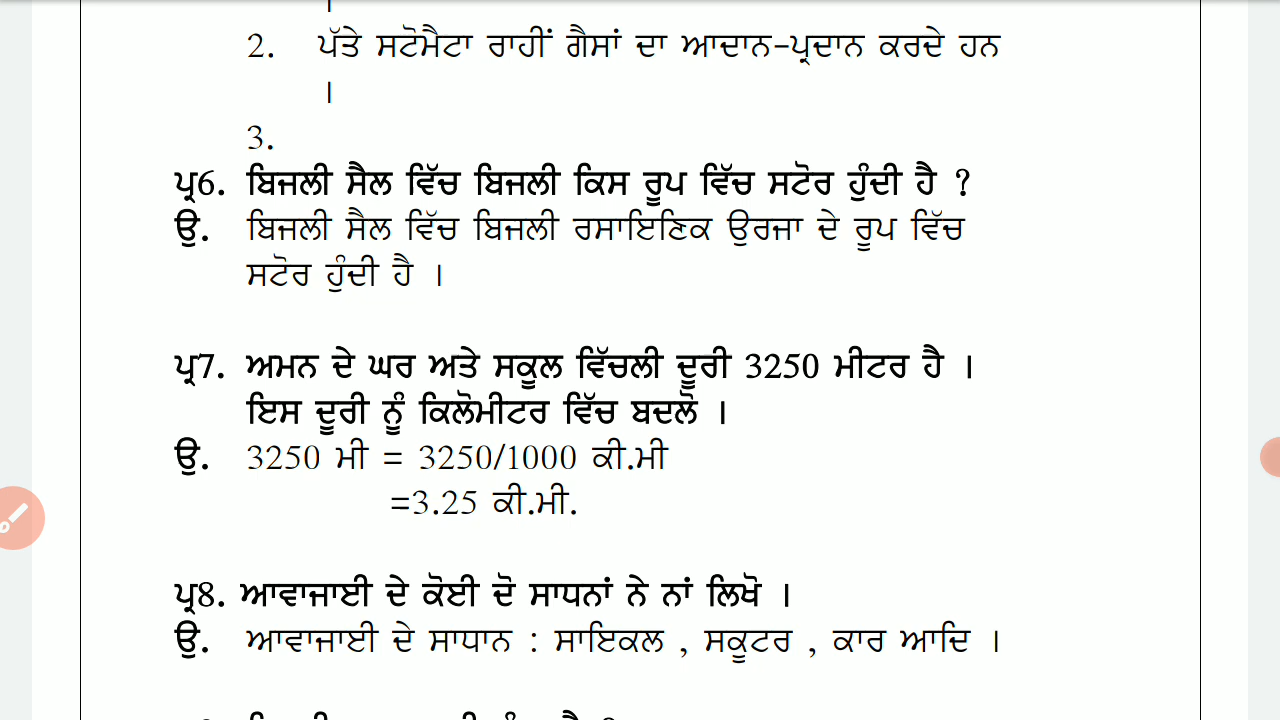 ।
2. ਪੱਤੇ ਸਟੋਮੈਟਾ ਰਾਹੀਂ ਗੈਸਾਂ ਦਾ ਆਦਾਨ-ਪ੍ਰਦਾਨ ਕਰਦੇ ਹਨ
।
3.
ਪ੍ਰ6. ਬਿਜਲੀ ਸੈਲ ਵਿੱਚ ਬਿਜਲੀ ਕਿਸ ਰੂਪ ਵਿੱਚ ਸਟੋਰ ਹੁੰਦੀ ਹੈ ?
ਉ. ਬਿਜਲੀ ਸੈਲ ਵਿੱਚ ਬਿਜਲੀ ਰਸਾਇਣਿਕ ਉਰਜਾ ਦੇ ਰੂਪ ਵਿੱਚ
ਸਟੋਰ ਹੁੰਦੀ ਹੈ ।
ਪ੍ਰ7. ਅਮਨ ਦੇ ਘਰ ਅਤੇ ਸਕੂਲ ਵਿੱਚਲੀ ਦੂਰੀ 3250 ਮੀਟਰ ਹੈ ।
ਇਸ ਦੂਰੀ ਨੂੰ ਕਿਲੋਮੀਟਰ ਵਿੱਚ ਬਦਲੋ ।
ਉ. 3250 ਮੀ = 3250/1000 ਕੀ.ਮੀ
=3.25 ਕੀ.ਮੀ.
ਪ੍ਰ8. ਆਵਾਜਾਈ ਦੇ ਕੋਈ ਦੋ ਸਾਧਨਾਂ ਨੇ ਨਾਂ ਲਿਖੋ ।
ਉ. ਆਵਾਜਾਈ ਦੇ ਸਾਧਾਨ : ਸਾਇਕਲ , ਸਕੂਟਰ , ਕਾਰ ਆਦਿ ।